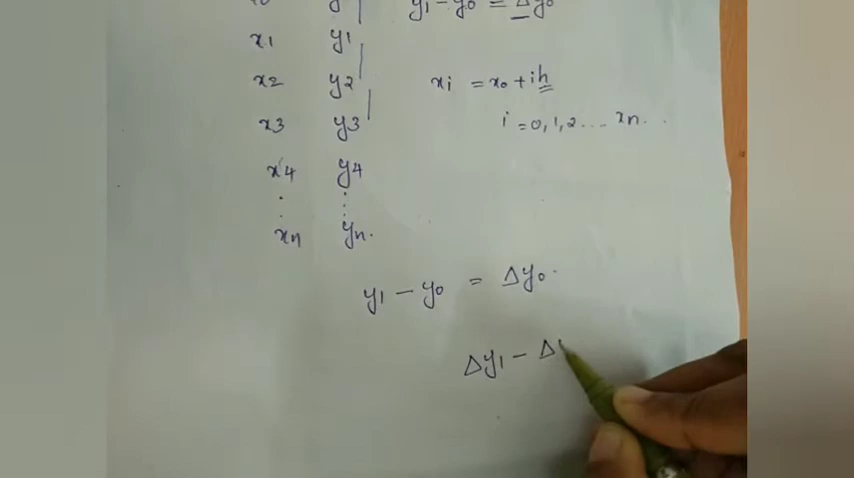 y1 - y0 = Δy0
x1 y1
x2 y2 xi = x0 + ih
x3 y3 i = 0, 1, 2 .... xn . .
x4 y4
: :
xn yn.
y1 - y0 = Δy0.
Δy1 - Δ